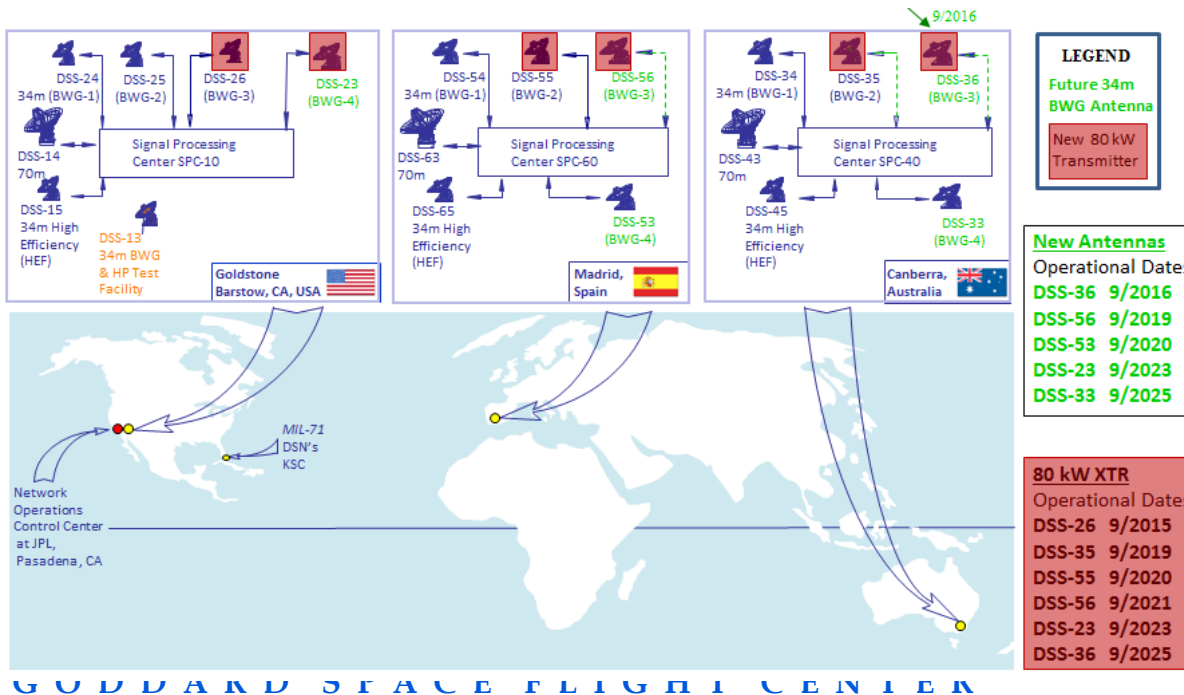 9/2016
DSS-24
34m (BWG-1)
DSS-25
(BWG-2)
DSS-26
(BWG-3)
DSS-23
(BWG-4)
DSS-14
70m
Signal Processing
Center SPC-10
DSS-15
34m High
Efficiency
(HEF)
DSS-13
34m BWG
& HP Test
Facility
Goldstone
Barstow, CA, USA
DSS-54
34m (BWG-1)
DSS-55
(BWG-2)
DSS-56
(BWG-3)
DSS-63
70m
Signal Processing
Center SPC-60
DSS-65
34m High
Efficiency
(HEF)
DSS-53
(BWG-4)
Madrid,
Spain
DSS-34
34m (BWG-1)
DSS-35
(BWG-2)
DSS-36
(BWG-3)
DSS-43
70m
Signal Processing
Center SPC-40
DSS-45
34m High
Efficiency
(HEF)
DSS-33
(BWG-4)
Canberra,
Australia
LEGEND
Future 34m
BWG Antenna
New 80 kW
Transmitter
New Antennas
Operational Dates
DSS-36 9/2016
DSS-56 9/2019
DSS-53 9/2020
DSS-23 9/2023
DSS-33 9/2025
80 kW XTR
Operational Dates
DSS-26 9/2015
DSS-35 9/2019
DSS-55 9/2020
DSS-56 9/2021
DSS-23 9/2023
DSS-36 9/2025
MIL-71
DSN's
KSC
Network
Operations
Control Center
at JPL,
Pasadena, CA
GODDARD SPACE FLIGHT CENTER